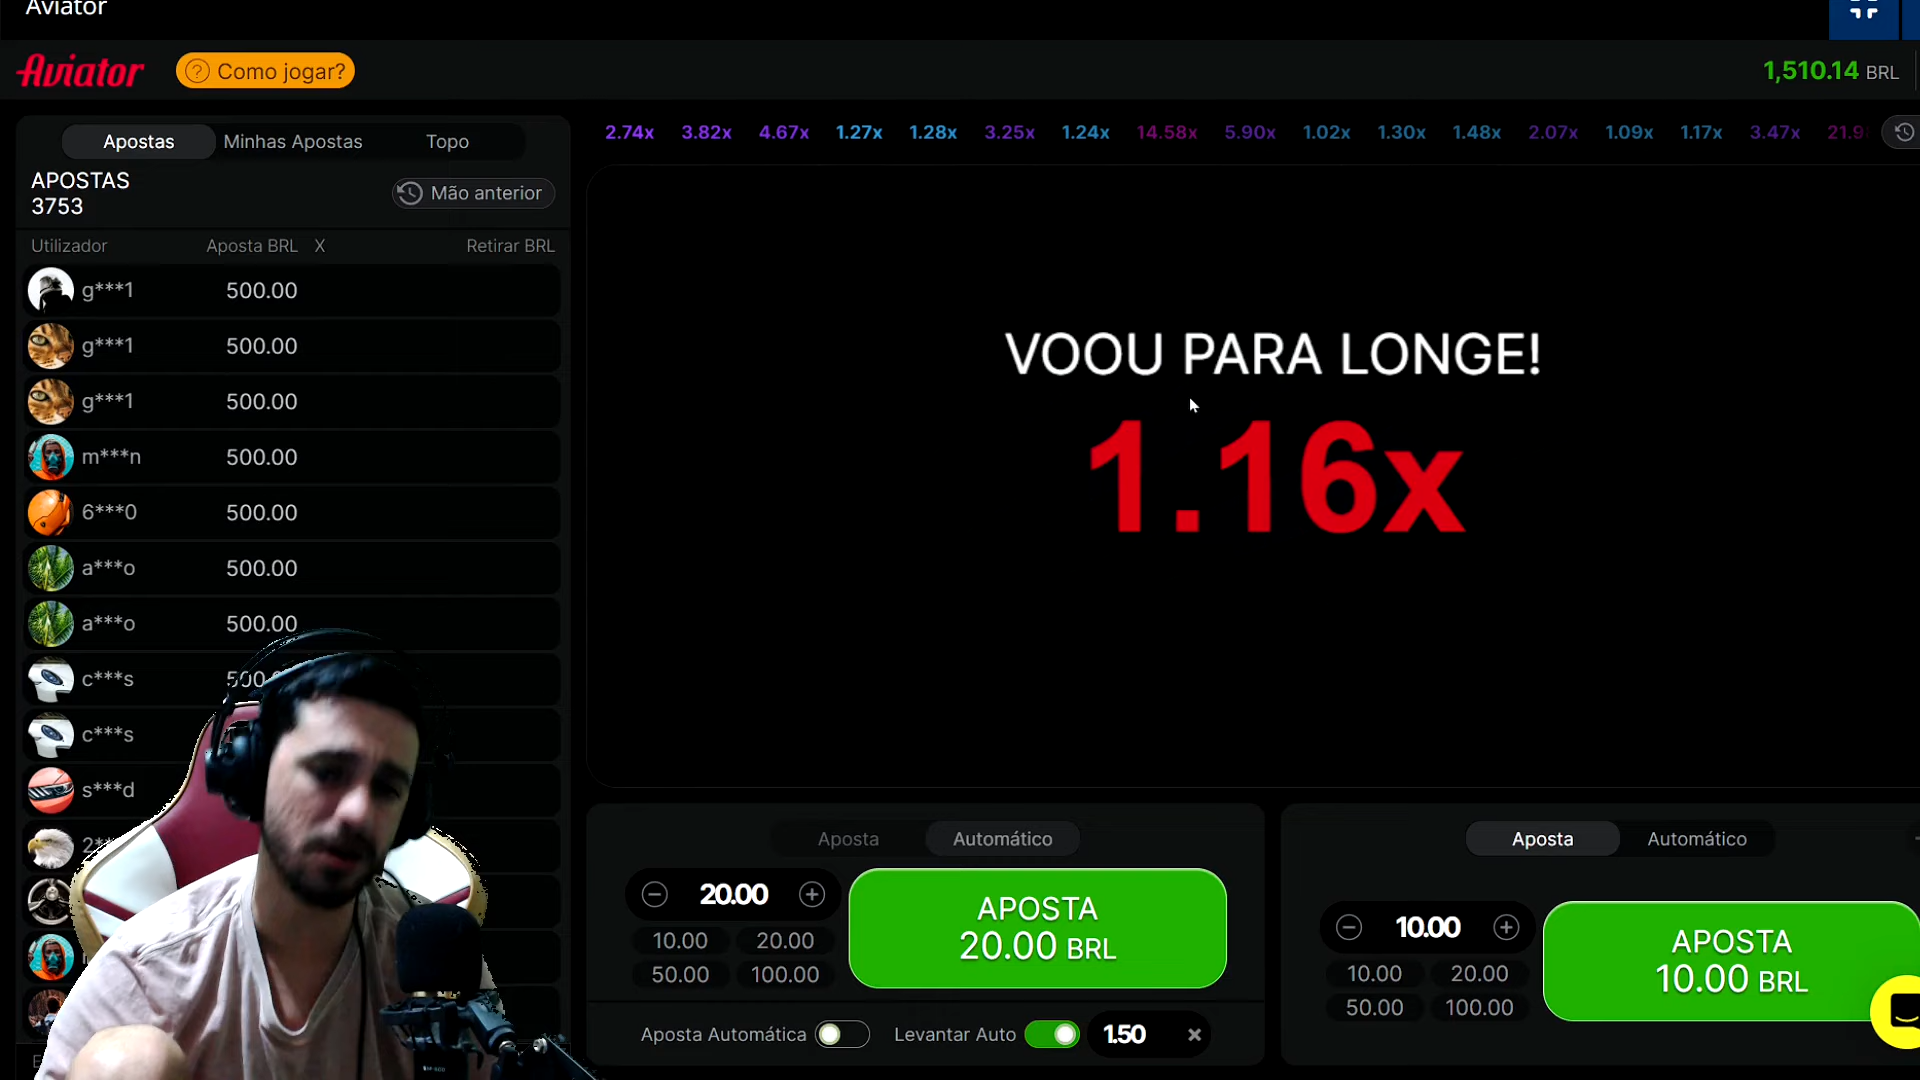 Aviator
Aviator
Como jogar?
1,510.14 BRL
Apostas Minhas Apostas Topo
2.74x 3.82x 4.67x 1.27x 1.28x 3.25x 1.24x 14.58x 5.90x 1.02x 1.30x 1.48x 2.07x 1.09x 1.17x 3.47x
APOSTAS
3753
Mão anterior
Utilizador Aposta BRL X Retirar BRL
g***1 500.00
g***1 500.00
g***1 500.00
m***n 500.00
6***0 500.00
a***o 500.00
a***o 500.00
c***s
c***s
s***d
VOOU PARA LONGE!
1.16x
Aposta Automático
20.00
10.00 20.00
50.00 100.00
APOSTA
20.00 BRL
Aposta Automática Levantar Auto 1.50
Aposta Automático
10.00
10.00 20.00
50.00 100.00
APOSTA
10.00 BRL